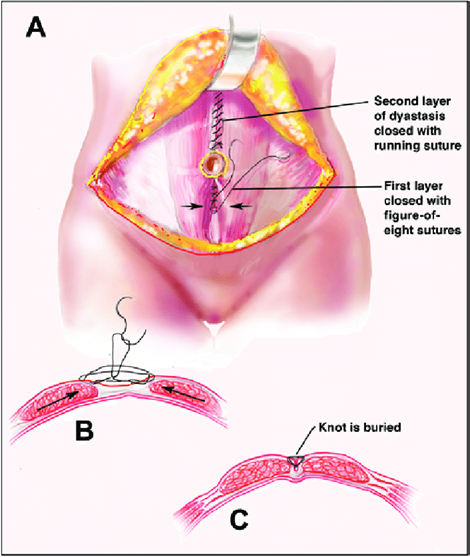 A
Second layer
of dyastasis
closed with
running suture
First layer
closed with
figure-of-
eight sutures
B
Knot is buried
C